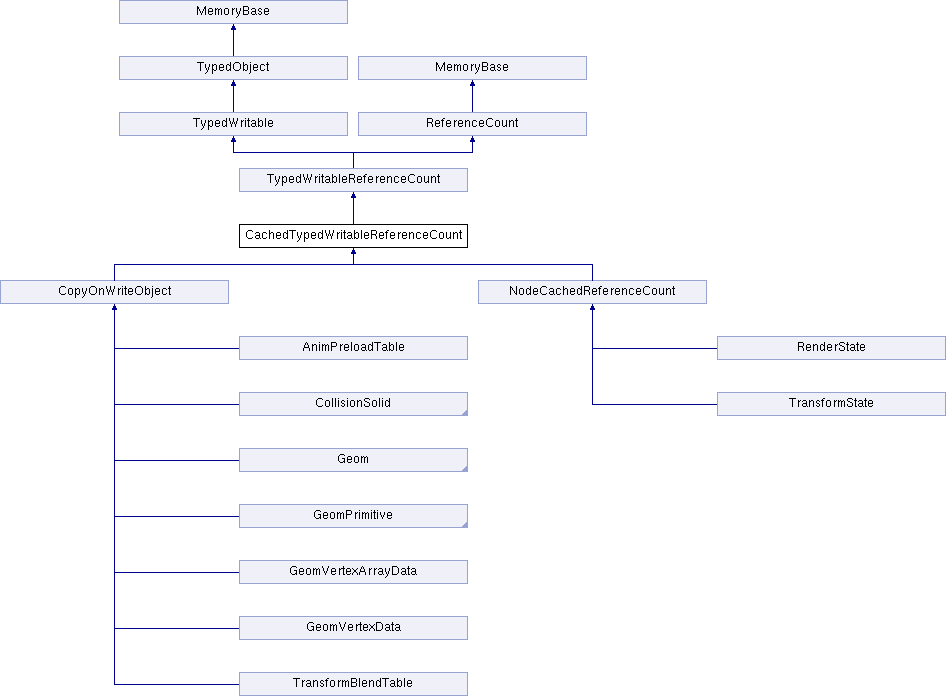 MemoryBase
TypedObject
MemoryBase
TypedWritable
ReferenceCount
TypedWritableReferenceCount
CachedTypedWritableReferenceCount
CopyOnWriteObject
NodeCachedReferenceCount
AnimPreloadTable
RenderState
CollisionSolid
TransformState
Geom
GeomPrimitive
GeomVertexArrayData
GeomVertexData
TransformBlendTable